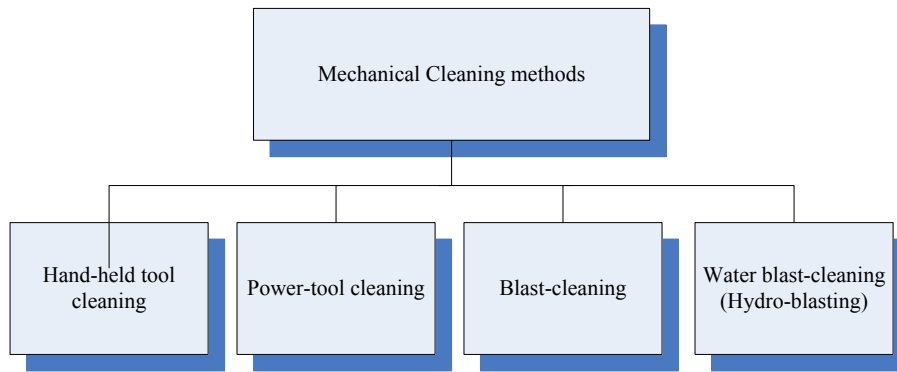 Mechanical Cleaning methods
Hand-held tool
cleaning
Power-tool cleaning
Blast-cleaning
Water blast-cleaning
(Hydro-blasting)